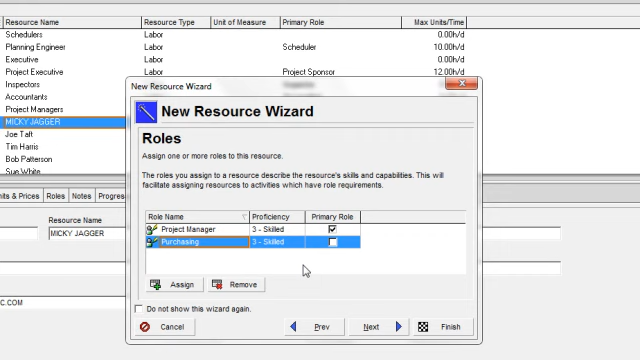 Resource Name Resource Type Unit of Measure Primary Role Max Units/Time
Schedulers Labor 0.00h/d
Planning Engineer Labor Scheduler 10.00h/d
Executive Labor 0.00h/d
Project Executive Labor Project Sponsor 12.00h/d
Inspectors
Accountants
Project Managers
MICKY JAGGER
Joe Taft
Tim Harris
Bob Patterson
Sue White
New Resource Wizard
New Resource Wizard
Roles
Assign one or more roles to this resource.
The roles you assign to a resource describe the resource's skills and capabilities. This will
facilitate assigning resources to activities which have role requirements.
Role Name Proficiency Primary Role
Project Manager 3 - Skilled
Purchasing 3 - Skilled
Assign Remove
Do not show this wizard again.
Cancel Prev Next Finish
nits & Prices Roles Notes Progres
Resource Name
MICKY JAGGER
C.COM